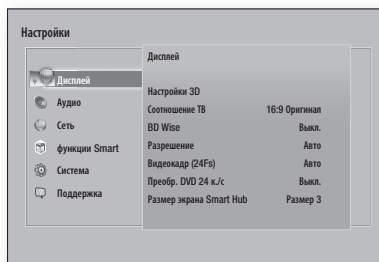 Настройки
Дисплей
Аудио
Сеть
функции Smart
Система
Поддержка
Дисплей
Настройки 3D
Соотношение ТВ 16:9 Оригинал
BD Wise Выкл.
Разрешение Авто
Видеокадр (24Fs) Авто
Преобр. DVD 24 к./с Выкл.
Размер экрана Smart Hub Размер 3